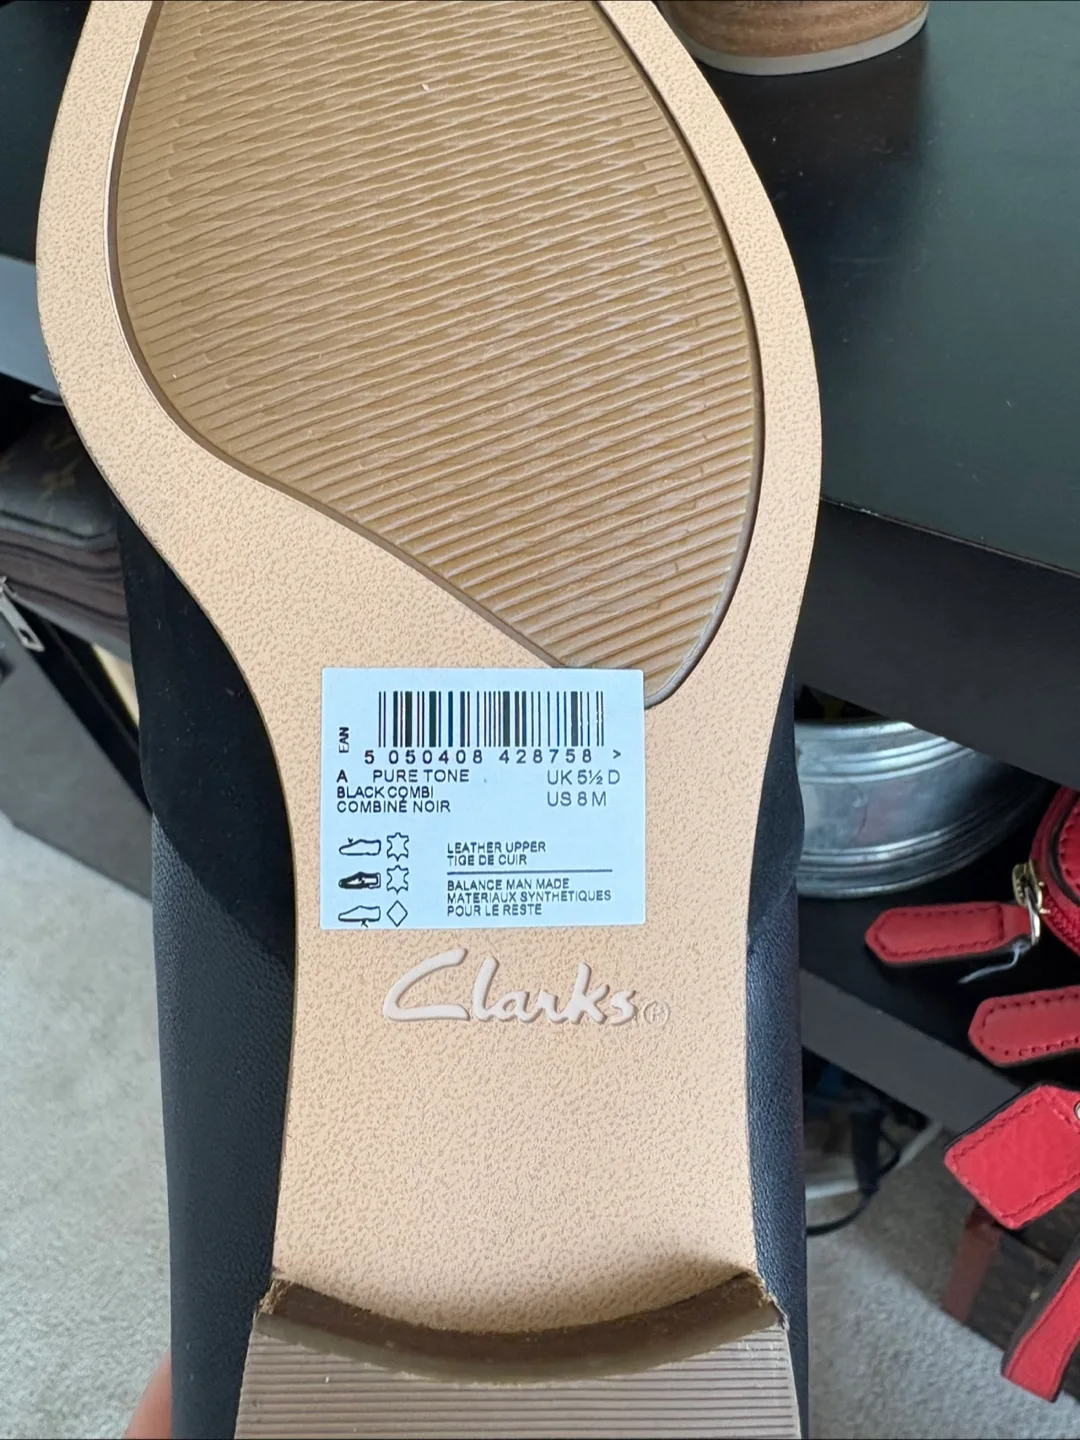 EAN
5 050408 428758 >
A PURE TONE UK 5½ D
BLACK COMBI US 8 M
COMBINÉ NOIR
LEATHER UPPER
TIGE DE CUIR
BALANCE MAN MADE
MATERIAUX SYNTHÉTIQUES
POUR LE RESTE
Clarks®